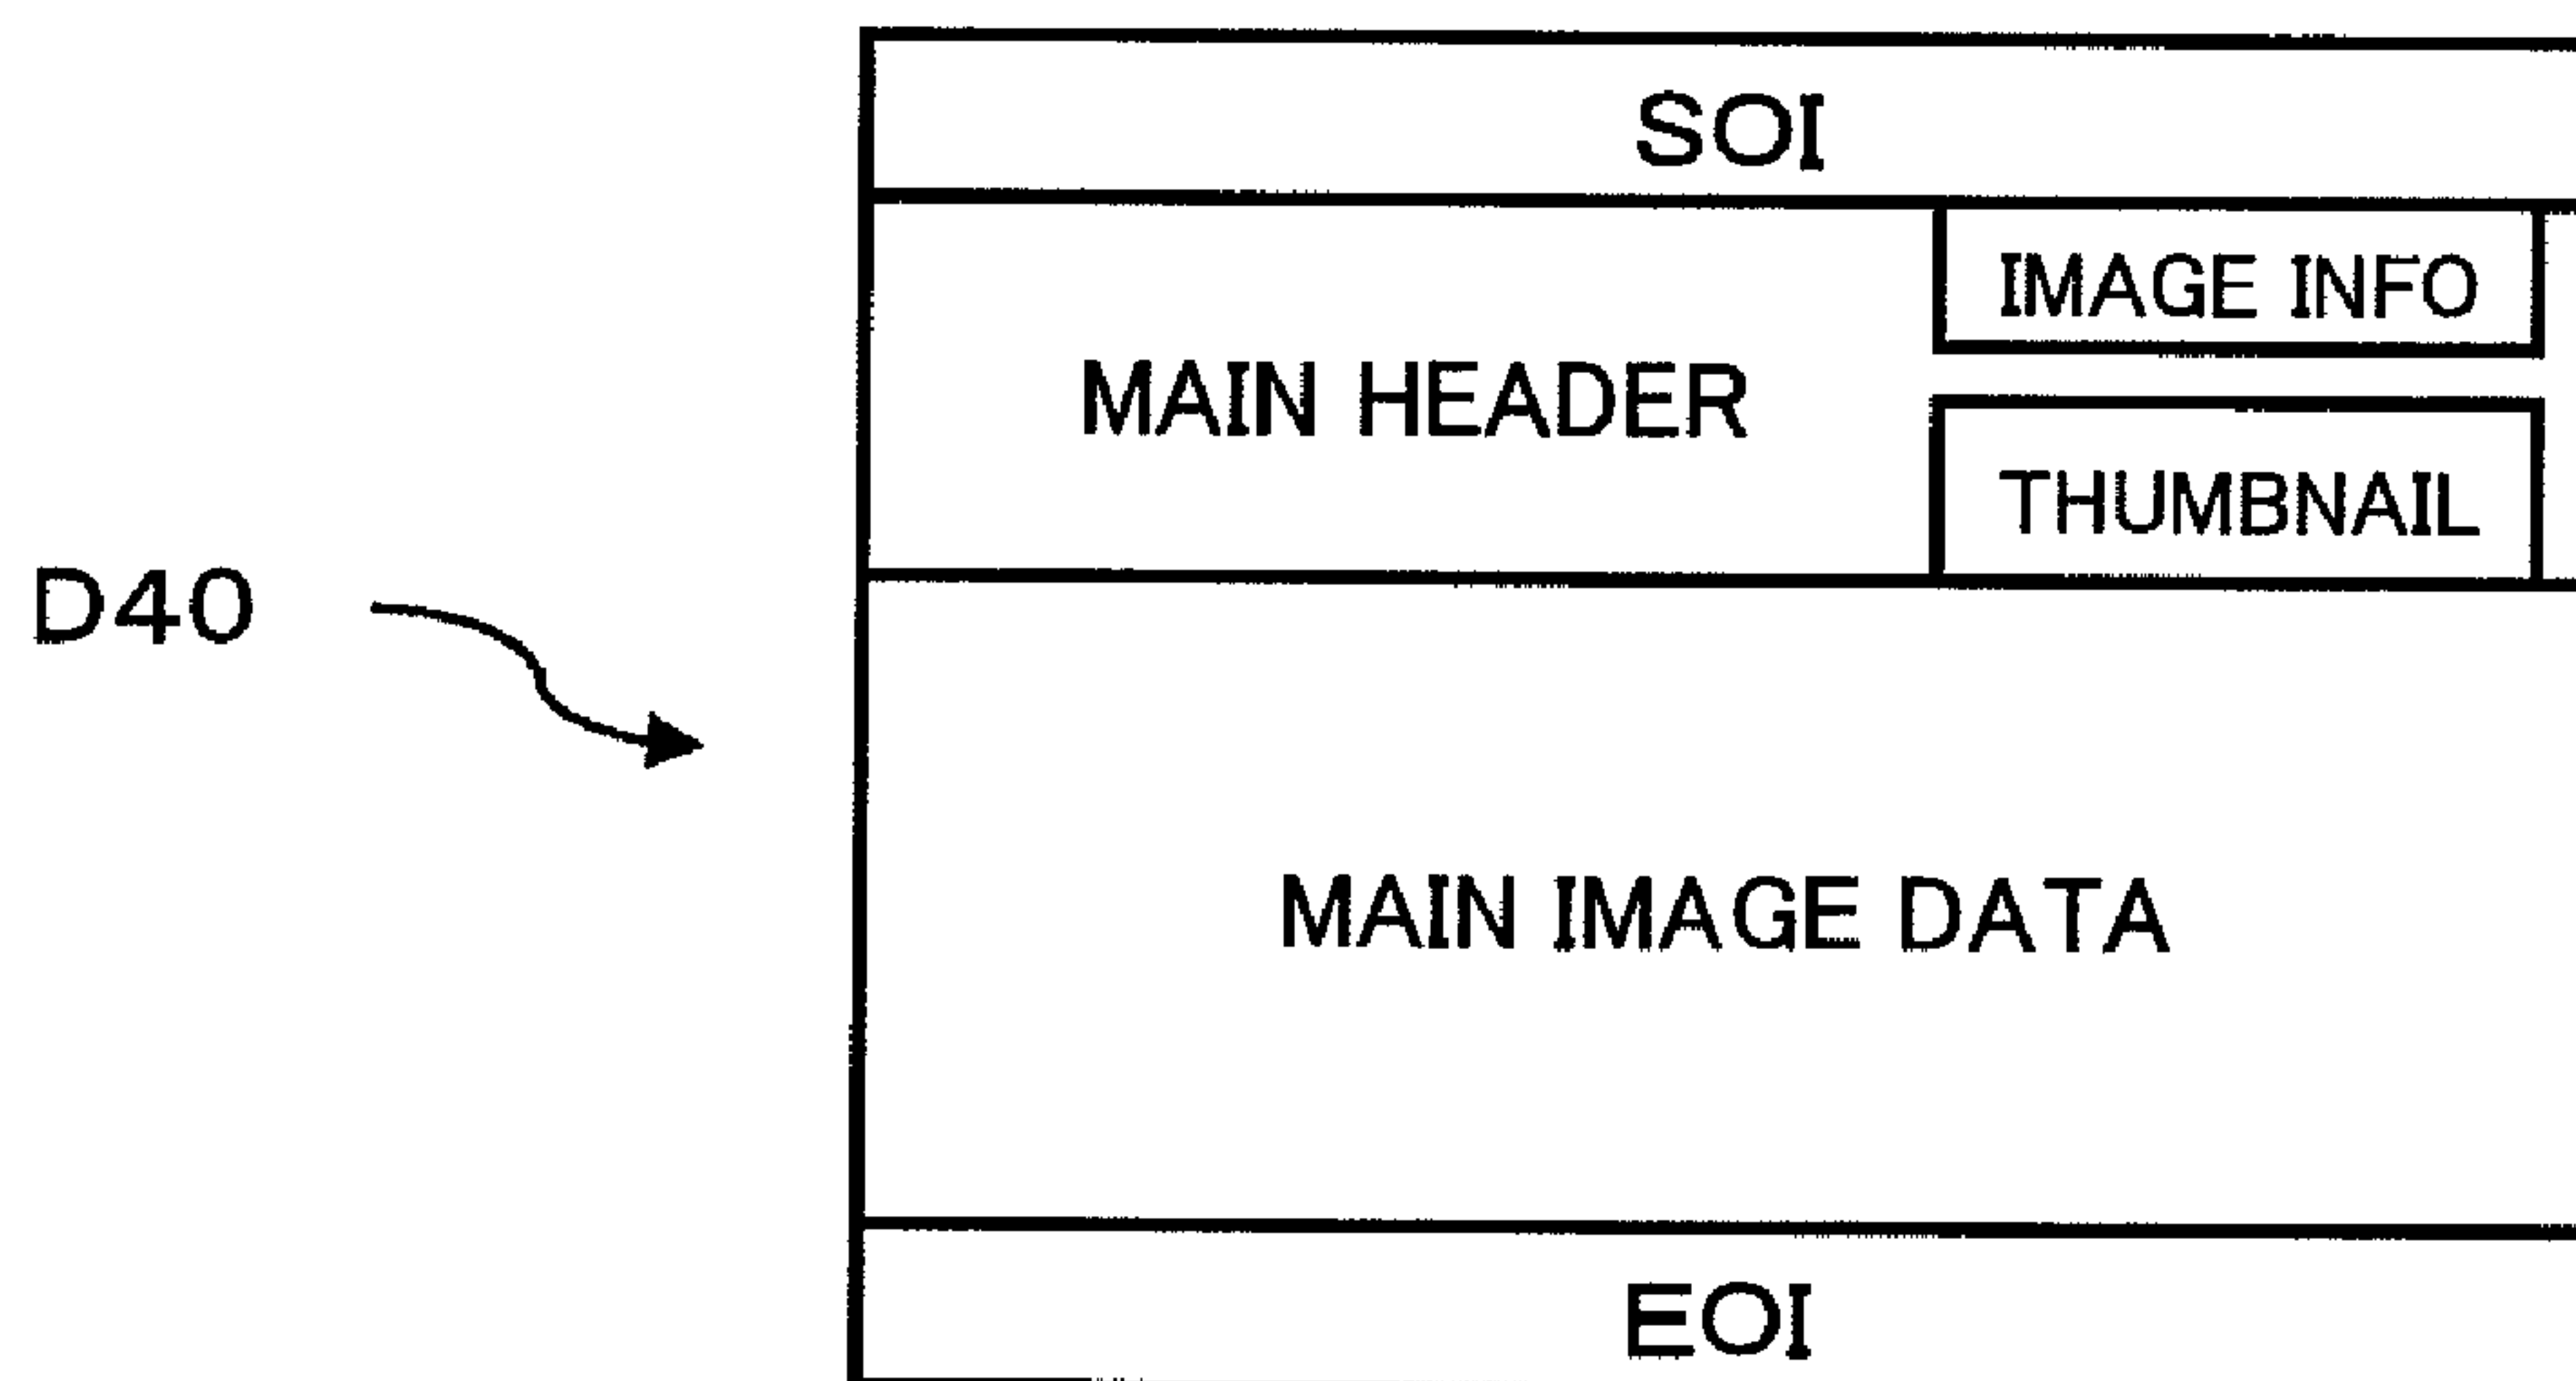 SOI
IMAGE INFO
MAIN HEADER
THUMBNAIL
D40
MAIN IMAGE DATA
EOI